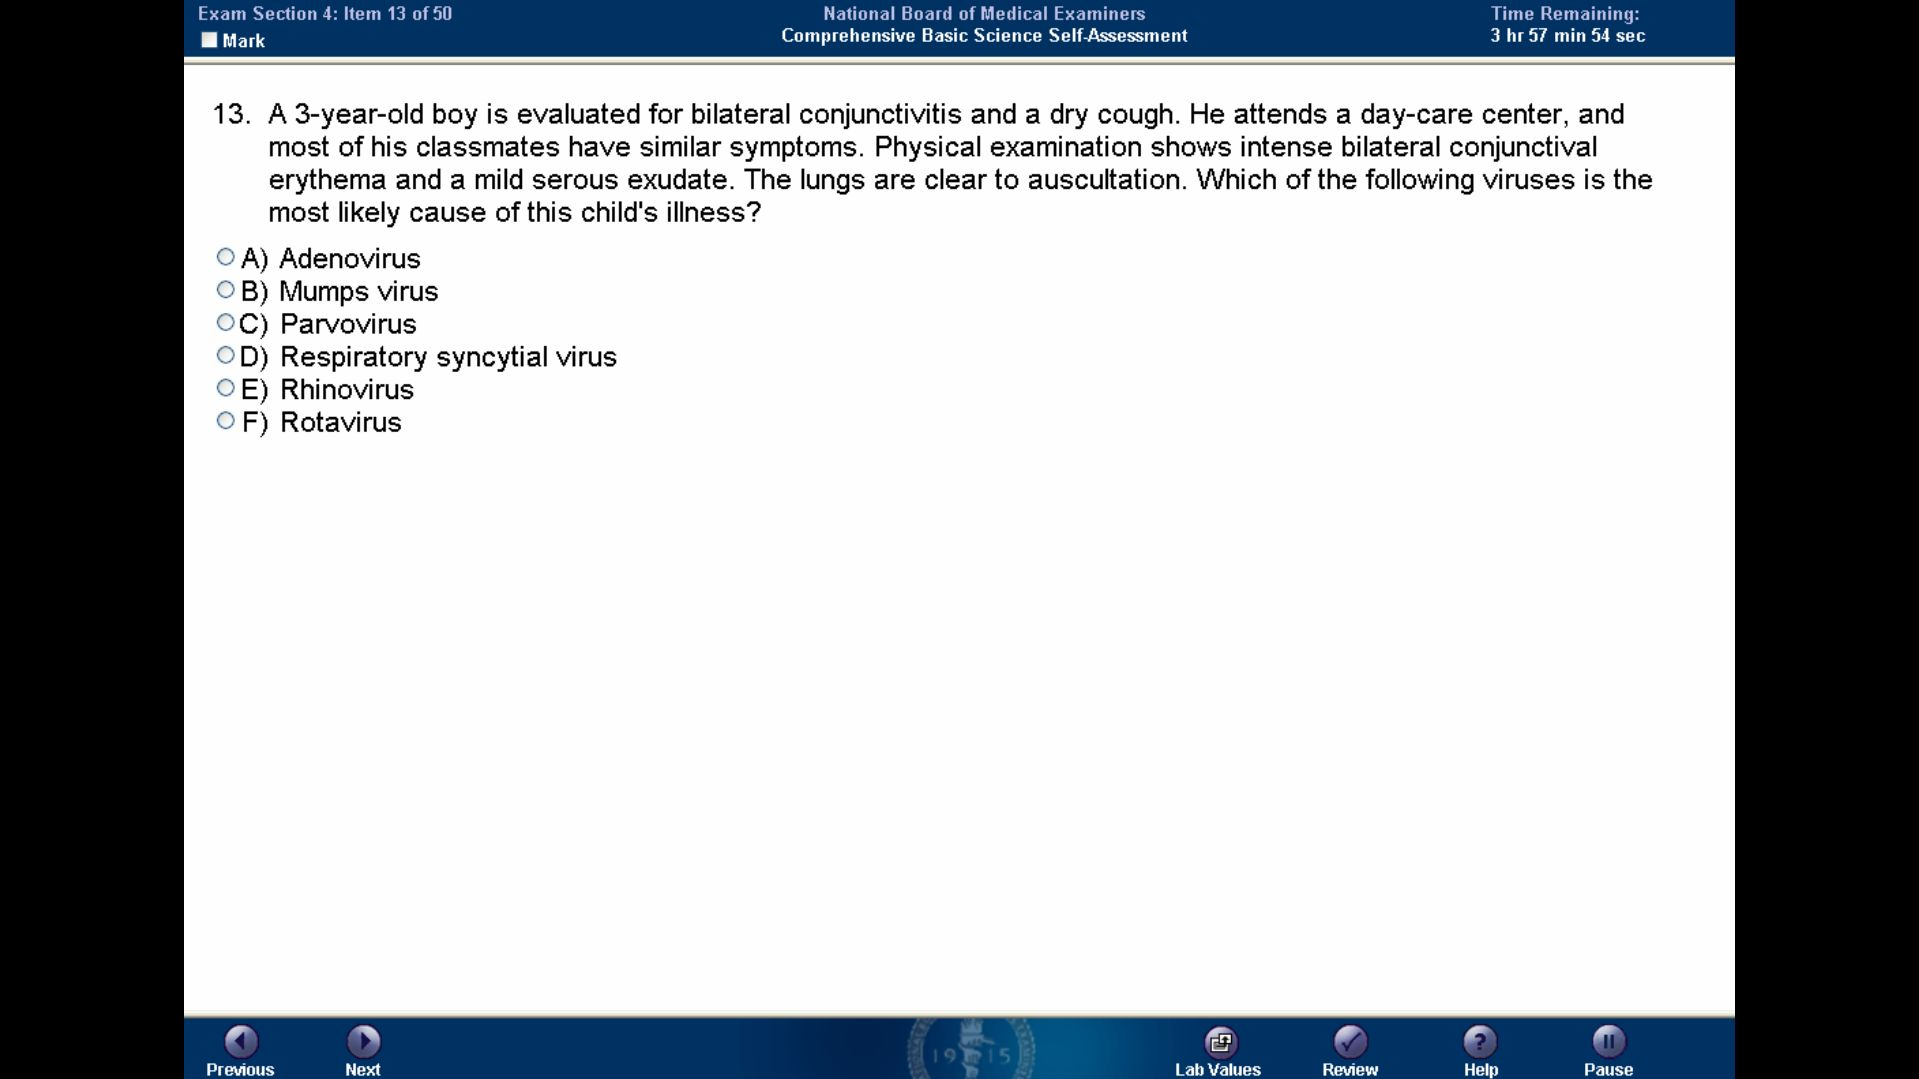 Exam Section 4: Item 13 of 50
Mark
National Board of Medical Examiners
Comprehensive Basic Science Self-Assessment
Time Remaining:
3 hr 57 min 54 sec
13. A 3-year-old boy is evaluated for bilateral conjunctivitis and a dry cough. He attends a day-care center, and
most of his classmates have similar symptoms. Physical examination shows intense bilateral conjunctival
erythema and a mild serous exudate. The lungs are clear to auscultation. Which of the following viruses is the
most likely cause of this child's illness?
A) Adenovirus
B) Mumps virus
C) Parvovirus
D) Respiratory syncytial virus
E) Rhinovirus
F) Rotavirus
Previous
Next
1915
Lab Values
Review
Help
Pause